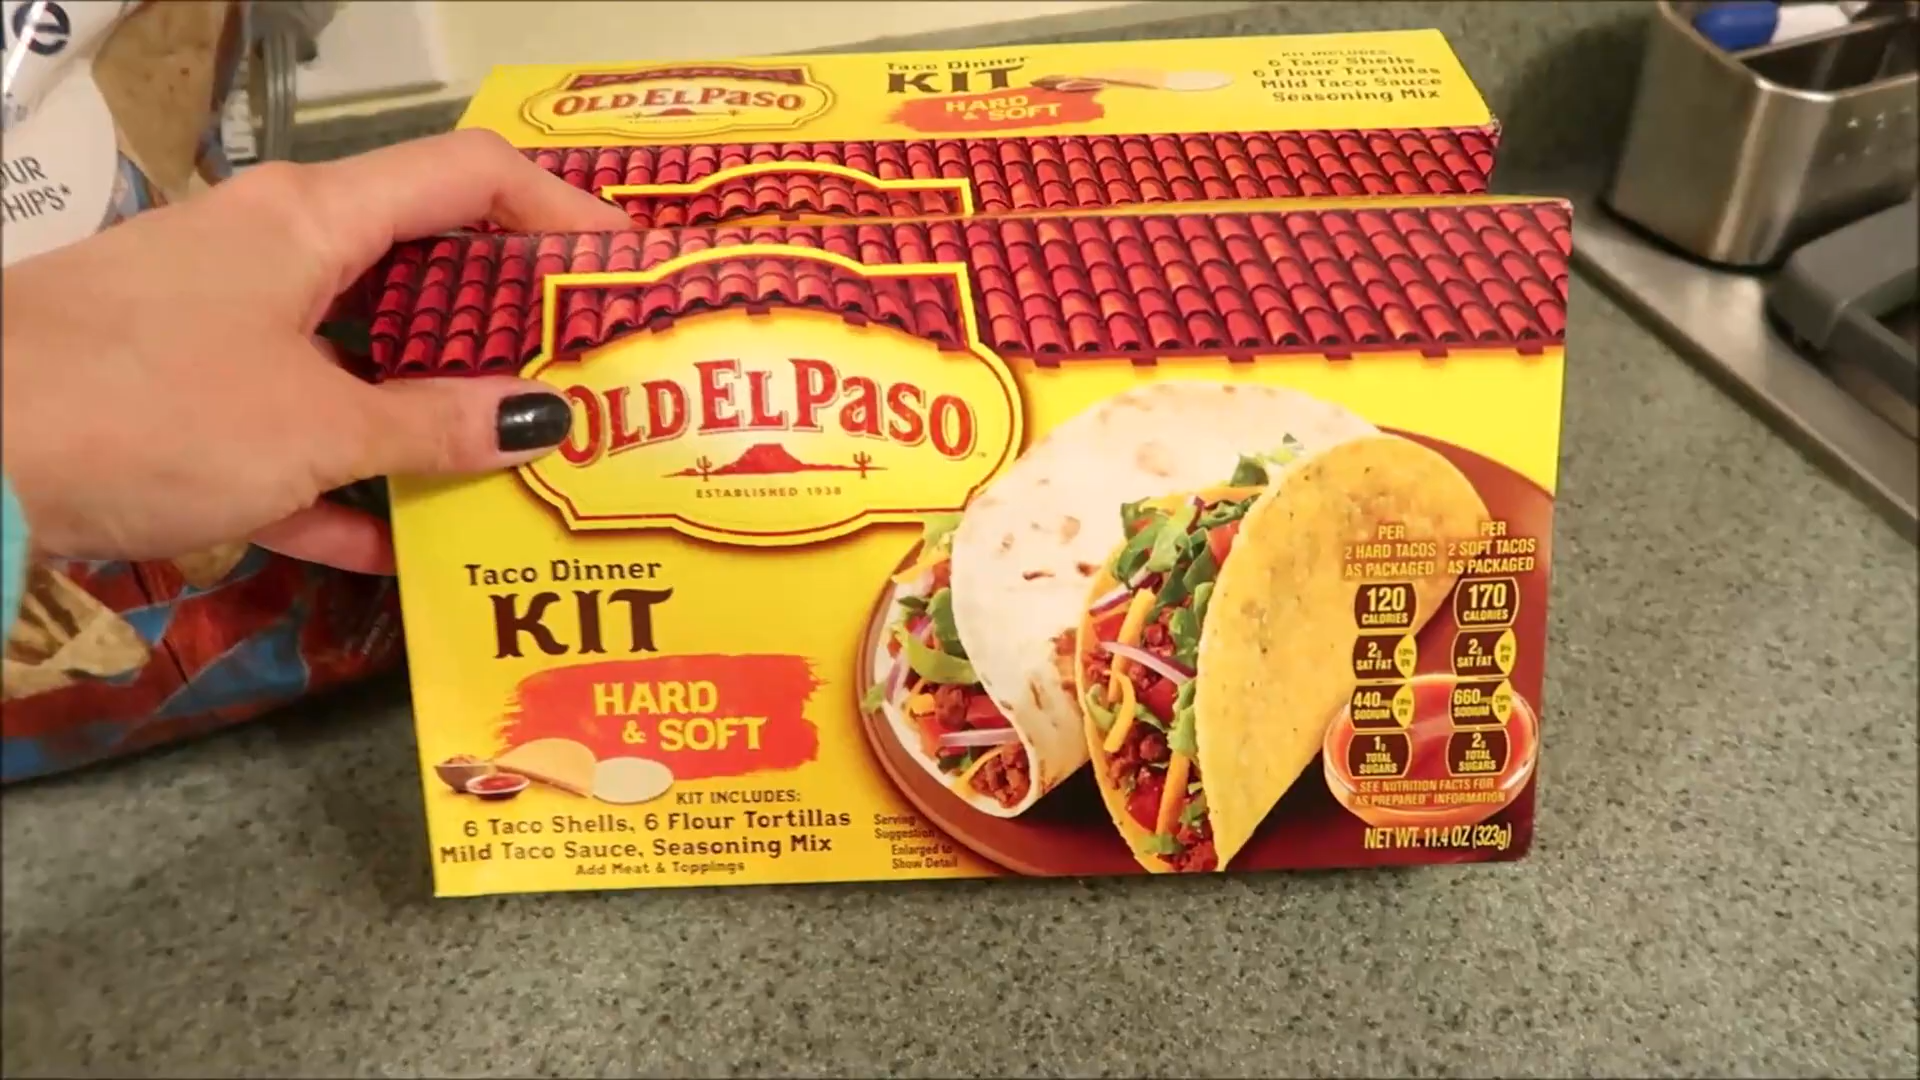 OLD EL PASO
Taco Dinner
KIT
HARD
& SOFT
KIT INCLUDES:
6 Taco Shells
6 Flour Tortillas
Mild Taco Sauce
Seasoning Mix
OUR
CHIPS*
OLD EL PASO
ESTABLISHED 1938
Taco Dinner
KIT
HARD
& SOFT
KIT INCLUDES:
6 Taco Shells, 6 Flour Tortillas
Mild Taco Sauce, Seasoning Mix
Add Meat & Toppings
Serving
Suggestion
Enlarged to
Show Detail
PER
2 HARD TACOS
AS PACKAGED
120
CALORIES
2g
SAT FAT
440mg
SODIUM
1g
TOTAL
SUGARS
PER
2 SOFT TACOS
AS PACKAGED
170
CALORIES
2g
SAT FAT
660mg
SODIUM
2g
TOTAL
SUGARS
SEE NUTRITION FACTS FOR
"AS PREPARED" INFORMATION
NET WT. 11.4 OZ (323g)